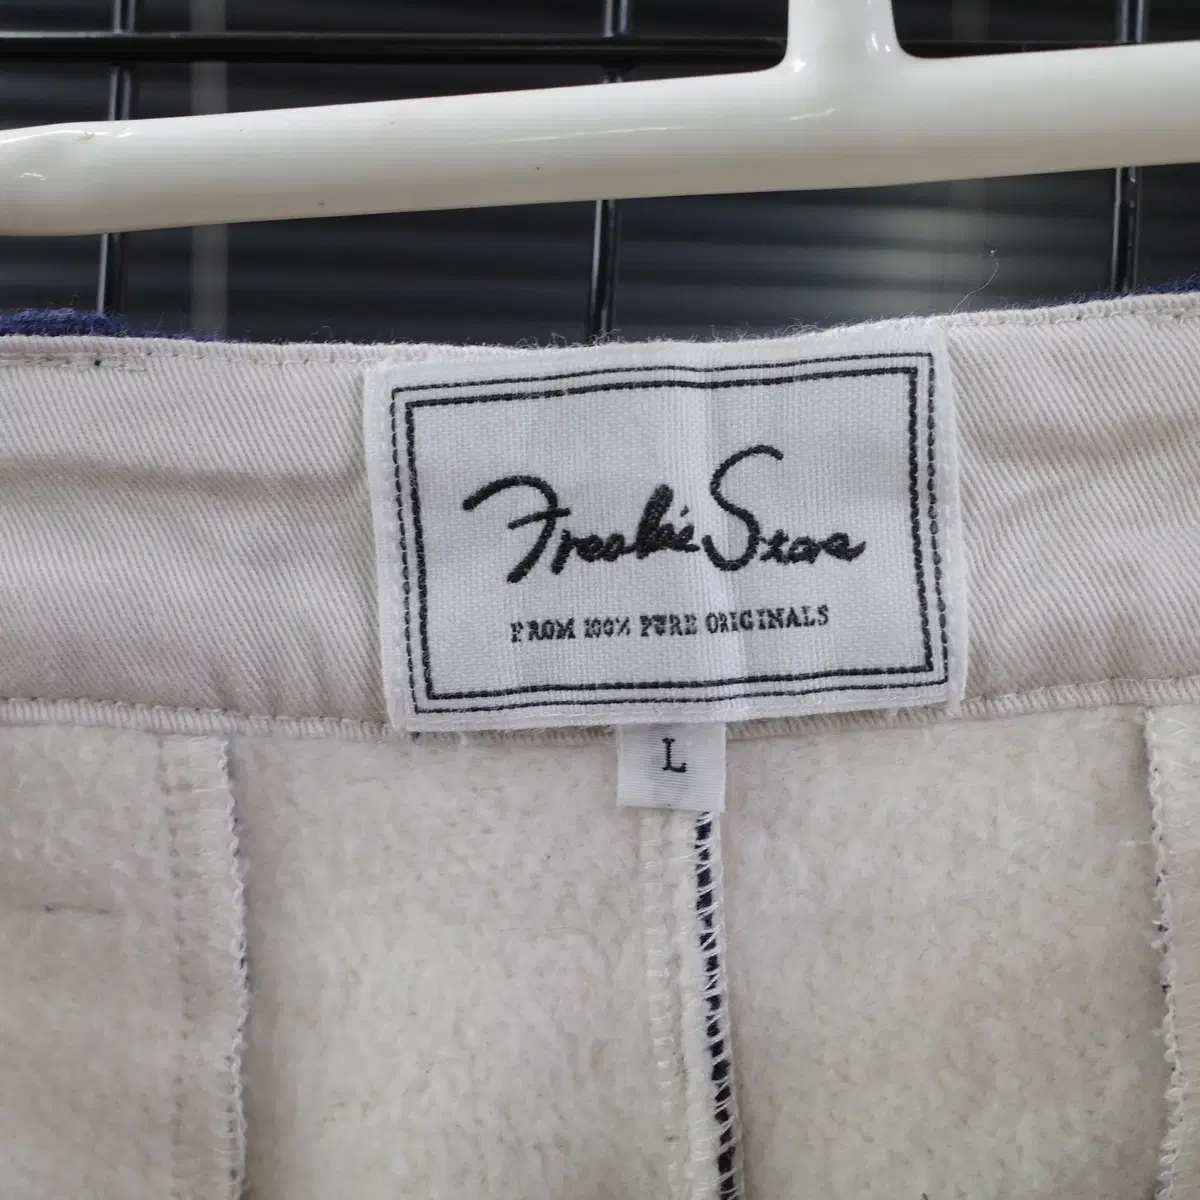 Freakie Stars
FROM 100% PURE ORIGINALS
L